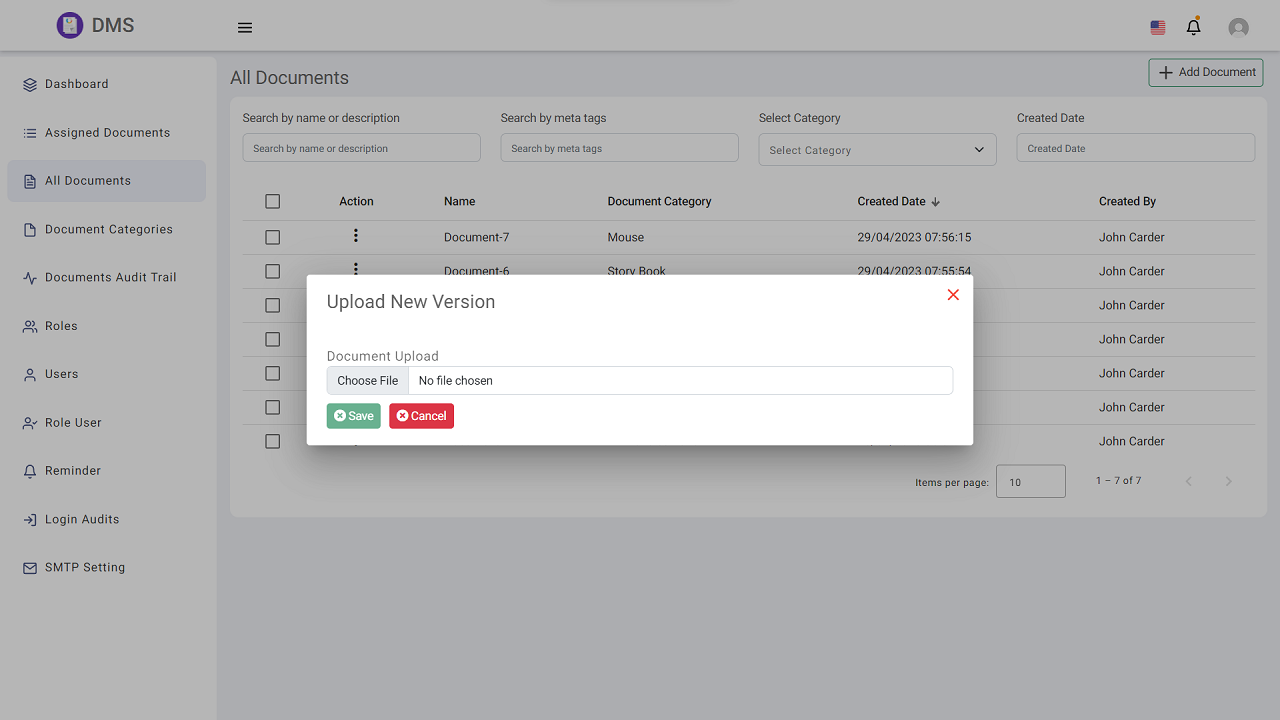 DMS
Dashboard
Assigned Documents
All Documents
Document Categories
Documents Audit Trail
Roles
Users
Role User
Reminder
Login Audits
SMTP Setting
All Documents
Add Document
Search by name or description Search by meta tags Select Category Created Date
Search by name or description Search by meta tags Select Category Created Date
Action Name Document Category Created Date Created By
Document-7 Mouse 29/04/2023 07:56:15 John Carder
Document-6 Story Book 29/04/2023 07:55:54 John Carder
John Carder
John Carder
John Carder
John Carder
John Carder
Upload New Version
Document Upload
Choose File No file chosen
Save Cancel
Items per page: 10 1 – 7 of 7